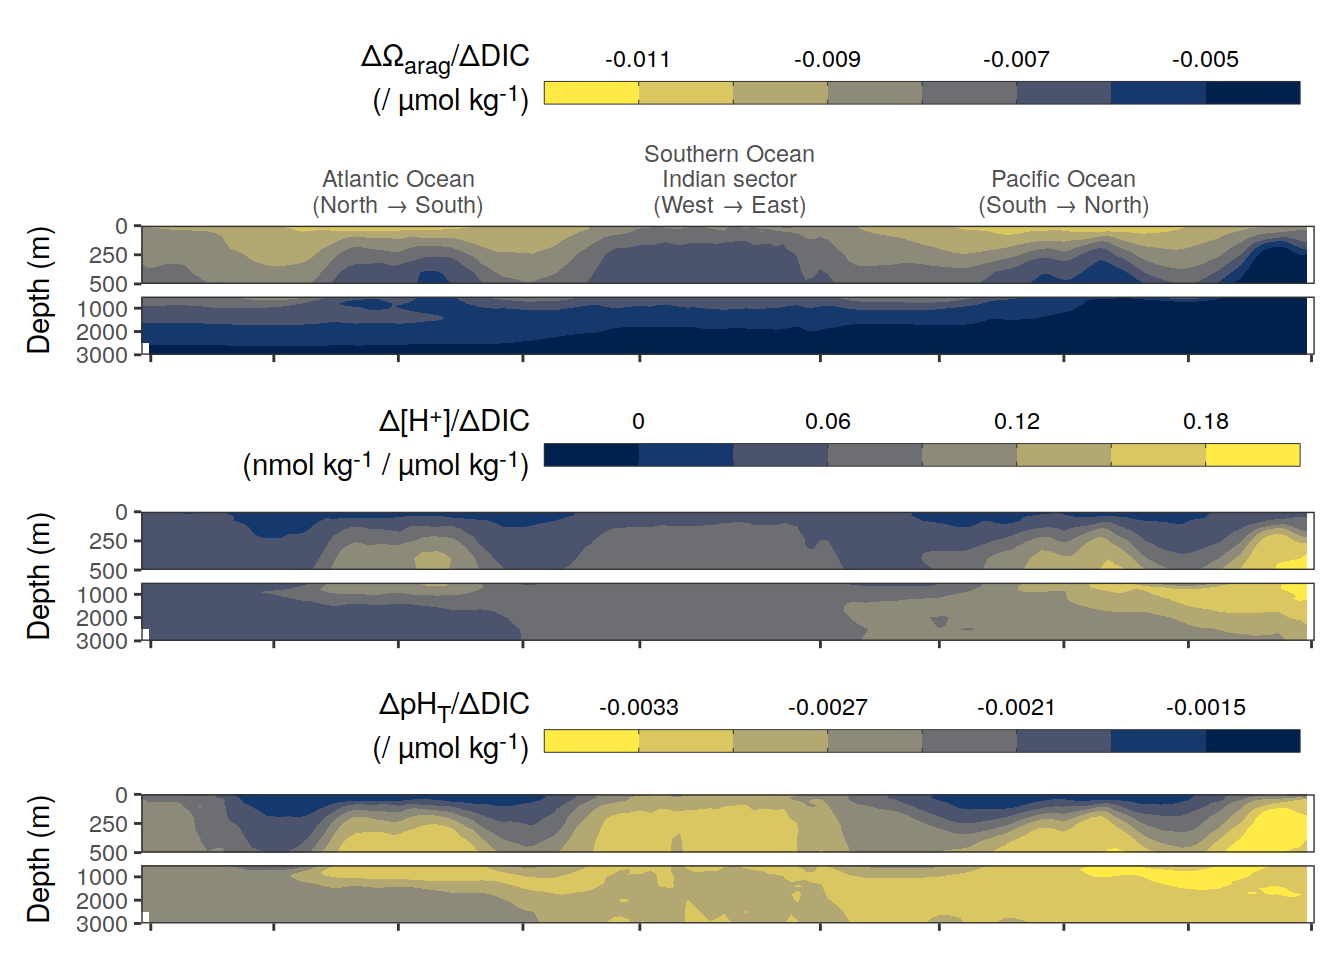 ΔΩarag/ΔDIC
(/ µmol kg-1)
-0.011 -0.009 -0.007 -0.005
Atlantic Ocean
(North → South)
Southern Ocean
Indian sector
(West → East)
Pacific Ocean
(South → North)
Depth (m)
0
250
500
1000
2000
3000
Δ[H+]/ΔDIC
(nmol kg-1 / µmol kg-1)
0 0.06 0.12 0.18
Depth (m)
0
250
500
1000
2000
3000
ΔpHT/ΔDIC
(/ µmol kg-1)
-0.0033 -0.0027 -0.0021 -0.0015
Depth (m)
0
250
500
1000
2000
3000